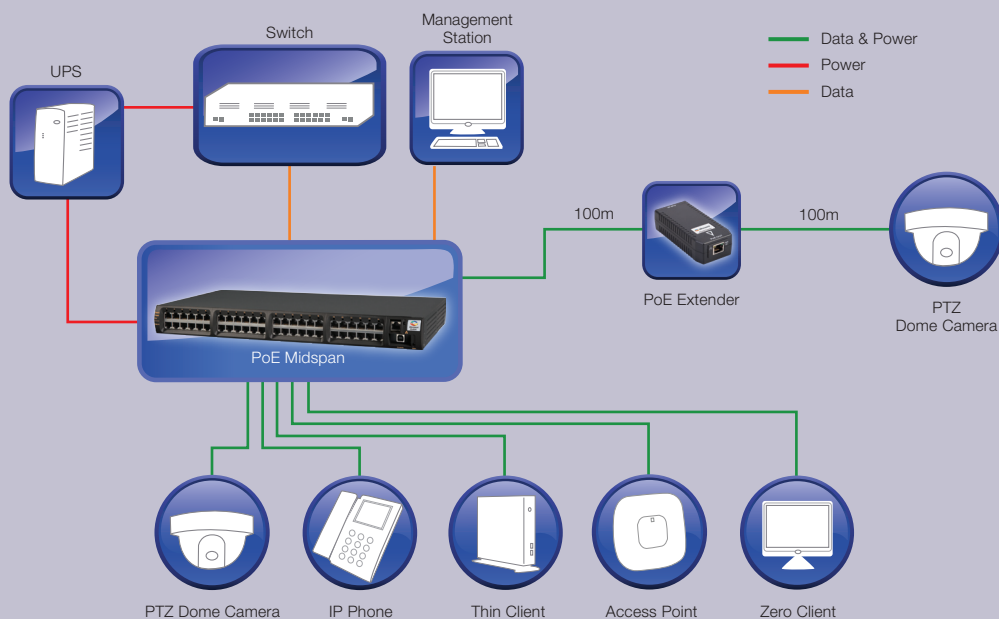 Management
Station
Switch
UPS
Data & Power
Power
Data
100m
100m
PoE Extender
PTZ
Dome Camera
PoE Midspan
PTZ Dome Camera
IP Phone
Thin Client
Access Point
Zero Client